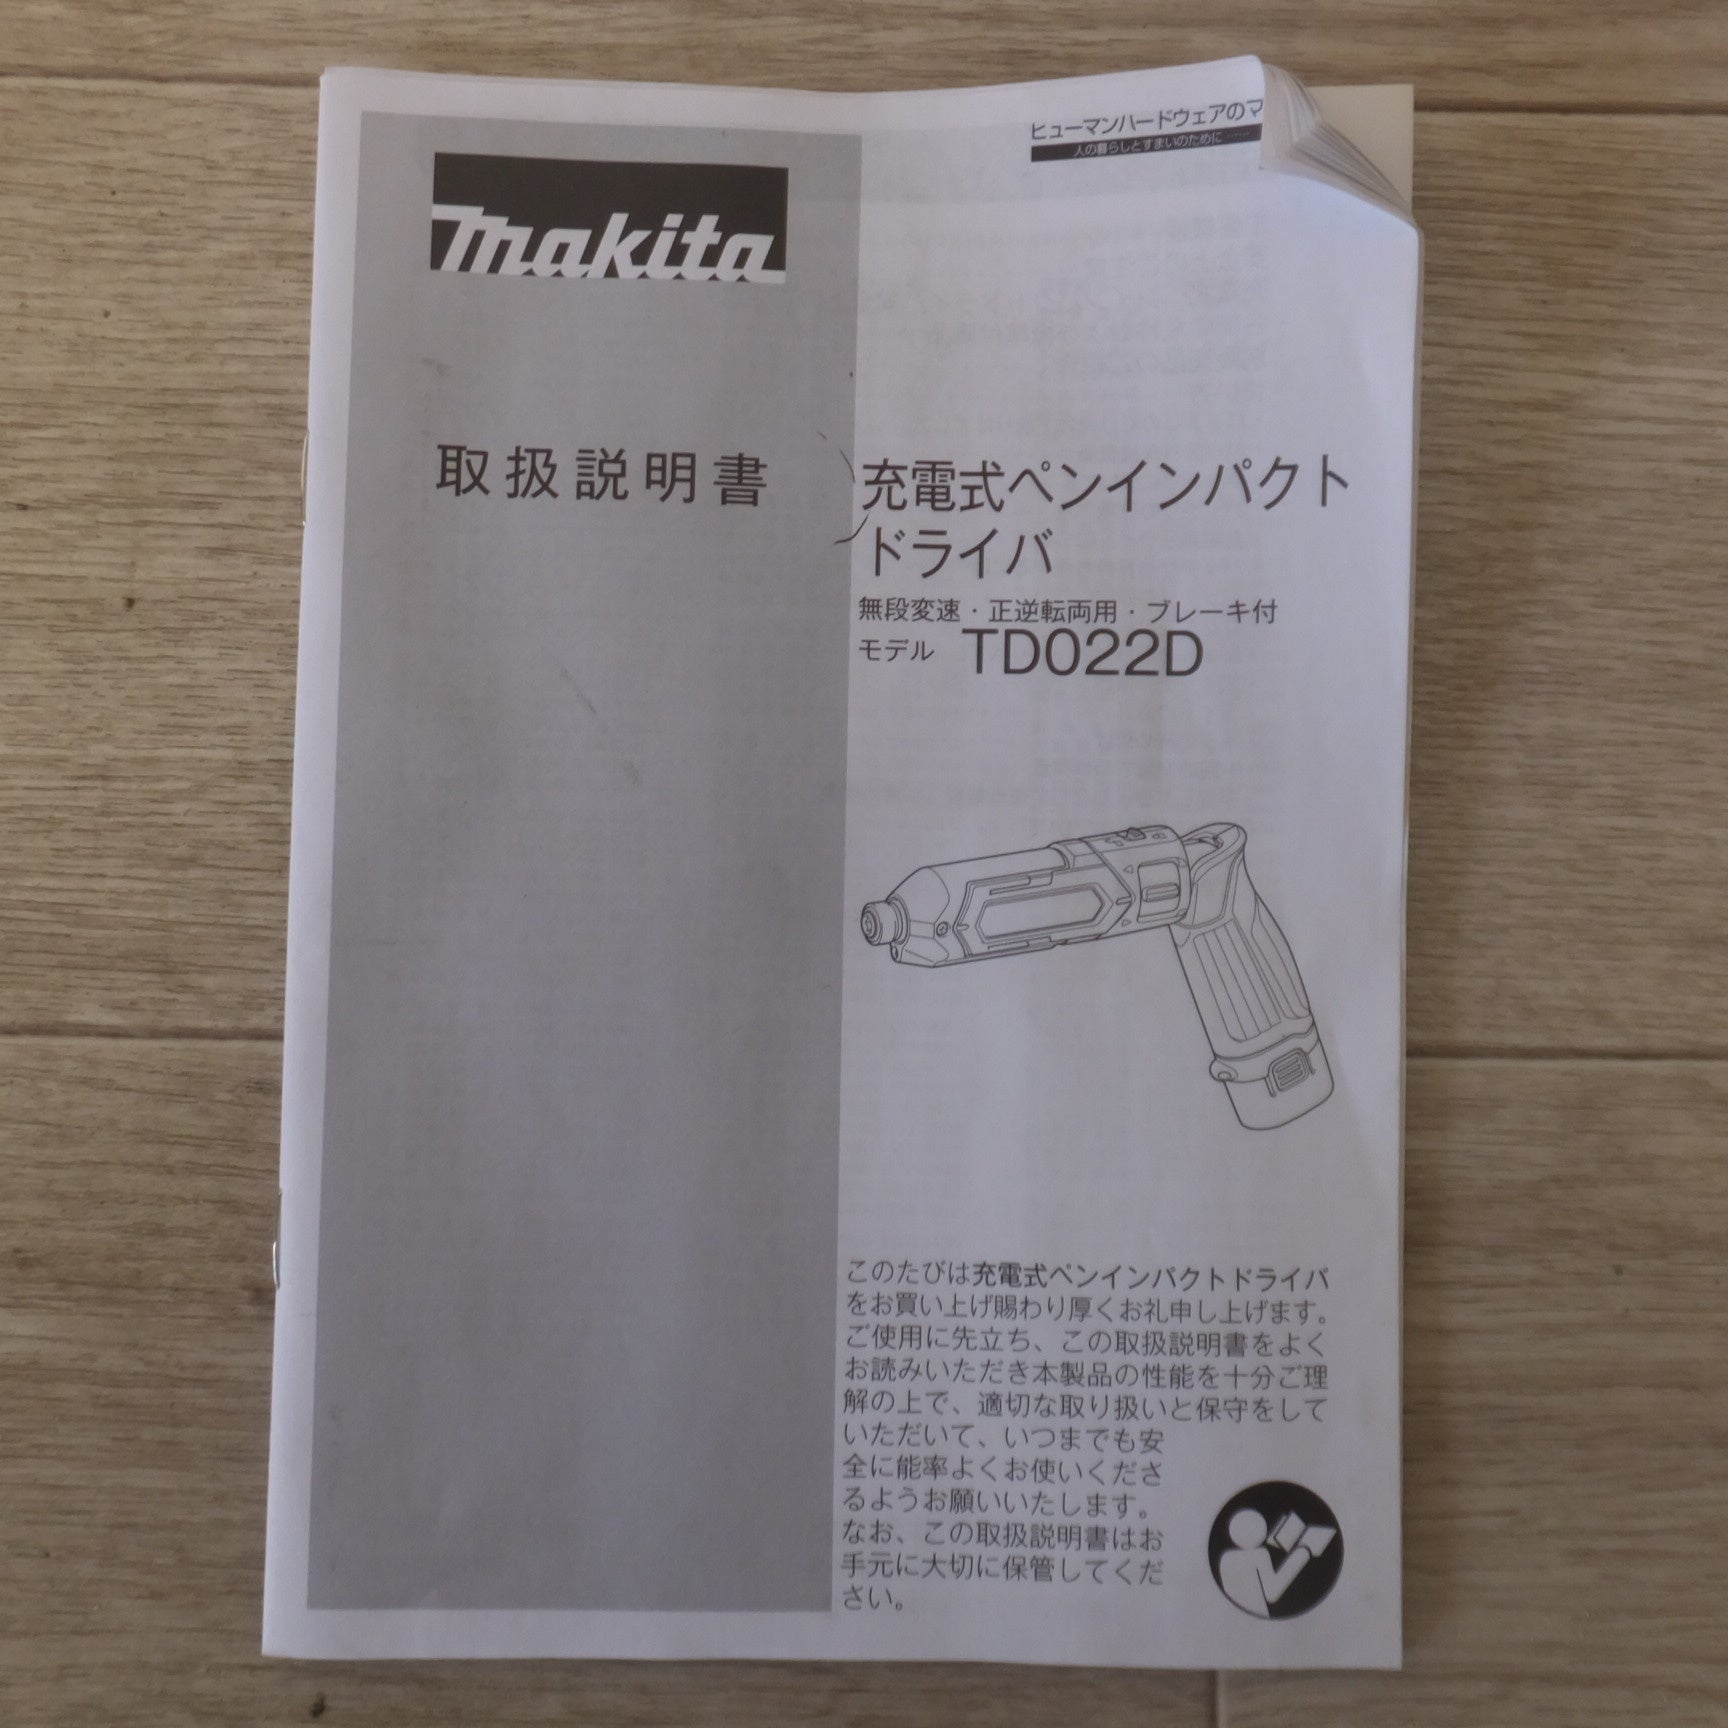 ヒューマンハードウェアのマ
人の暮らしとすまいのために……
makita
取扱説明書
充電式ペンインパクト
ドライバ
無段変速・正逆転両用・ブレーキ付
モデル TD022D
このたびは充電式ペンインパクトドライバ
をお買い上げ賜わり厚くお礼申し上げます。
ご使用に先立ち、この取扱説明書をよく
お読みいただき本製品の性能を十分ご理
解の上で、適切な取り扱いと保守をして
いただいて、いつまでも安
全に能率よくお使いくださ
るようお願いいたします。
なお、この取扱説明書はお
手元に大切に保管してくだ
さい。